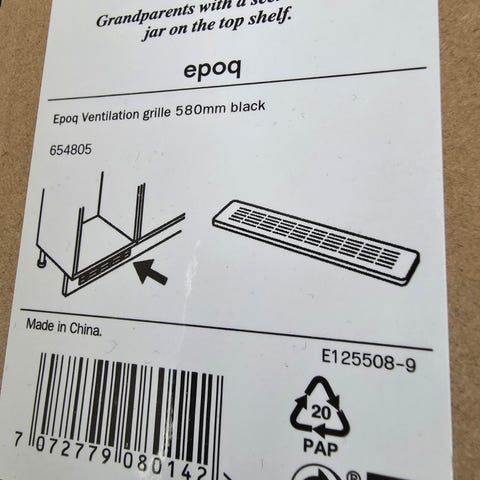 Grandparents with a
jar on the top shelf.
epoq
Epoq Ventilation grille 580mm black
654805
Made in China.
E125508-9
20
PAP
7 072779 080142
®